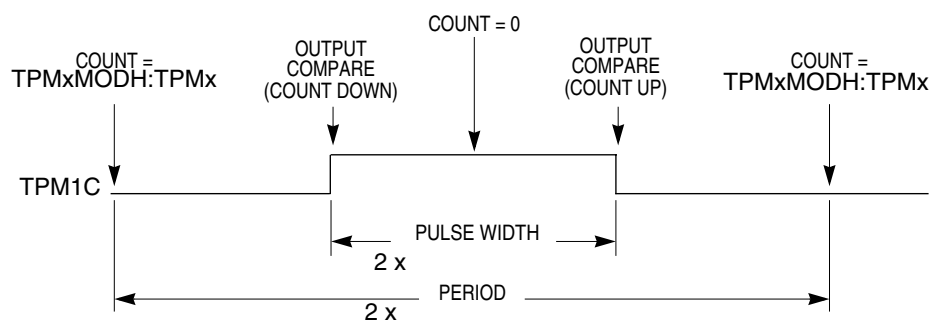 COUNT = 0
COUNT =
TPMxMODH:TPMx
OUTPUT
COMPARE
(COUNT DOWN)
OUTPUT
COMPARE
(COUNT UP)
COUNT =
TPMxMODH:TPMx
TPM1C
PULSE WIDTH
2 x
PERIOD
2 x